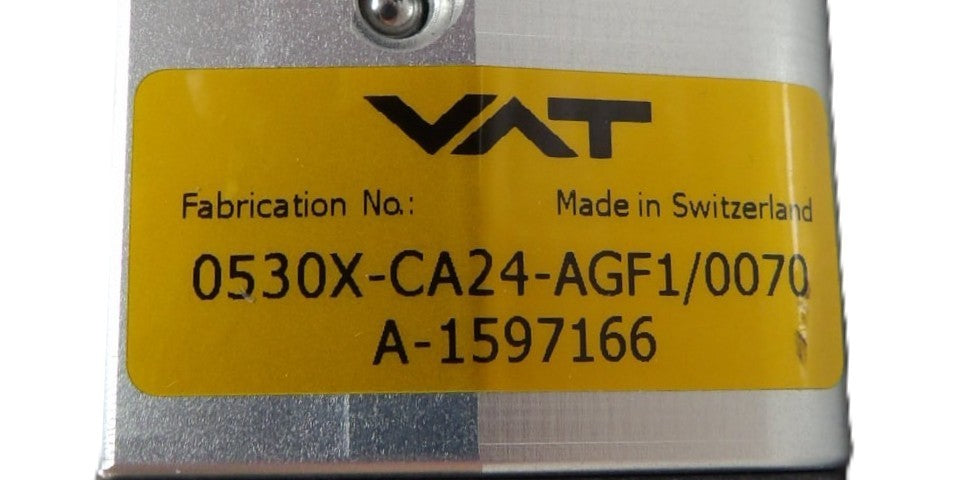 VAT
Fabrication No.: Made in Switzerland
0530X-CA24-AGF1/0070
A-1597166